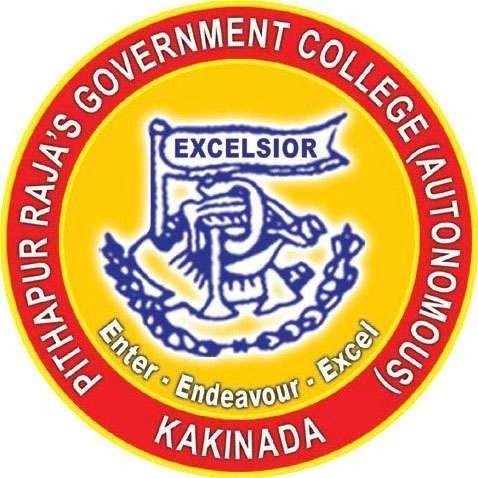 PITHAPUR RAJA'S GOVERNMENT COLLEGE (AUTONOMOUS)
EXCELSIOR
Enter - Endeavour - Excel
KAKINADA